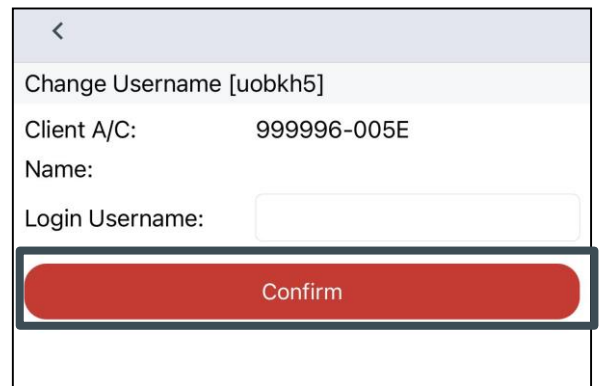 Change Username [uobkh5]
Client A/C: 999996-005E
Name:
Login Username:
Confirm